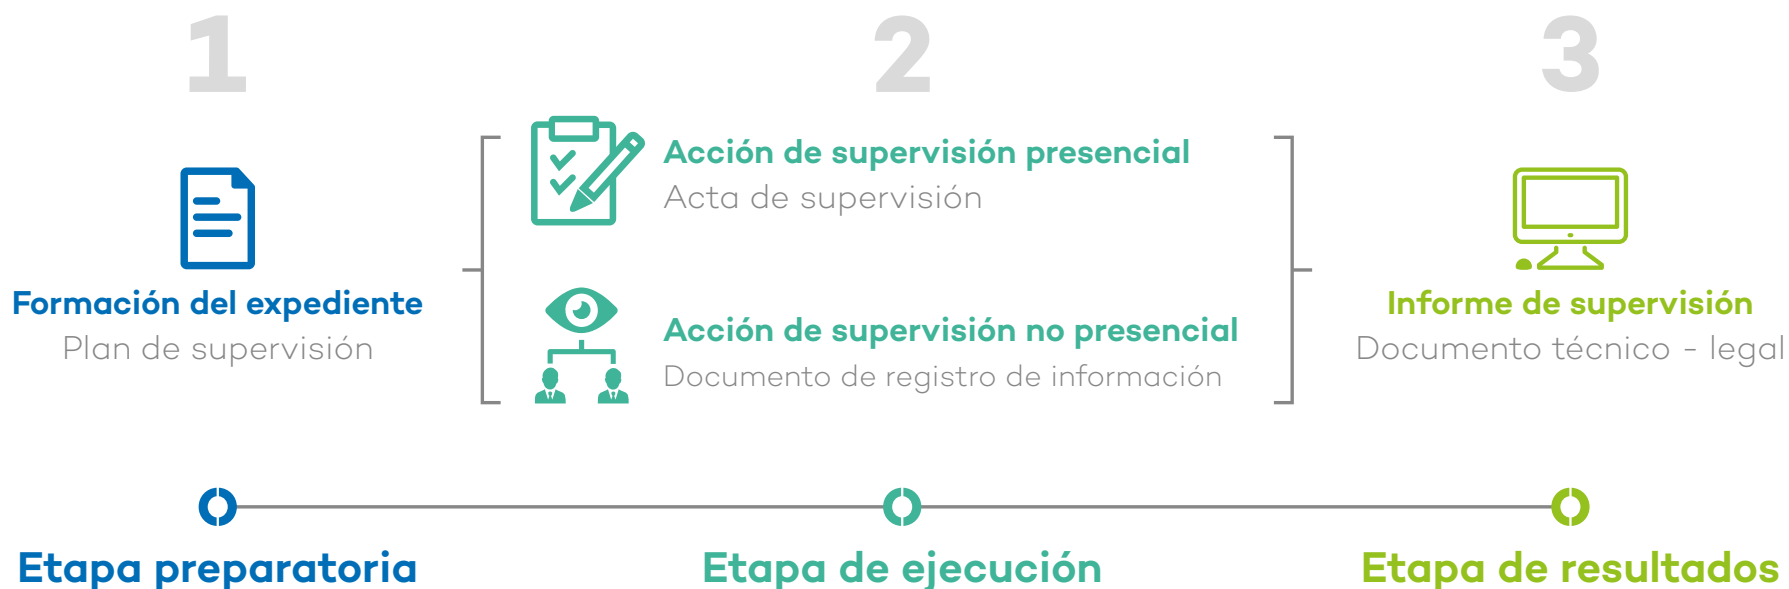 1
Formación del expediente
Plan de supervisión
2
Acción de supervisión presencial
Acta de supervisión
Acción de supervisión no presencial
Documento de registro de información
3
Informe de supervisión
Documento técnico - legal
Etapa preparatoria
Etapa de ejecución
Etapa de resultados